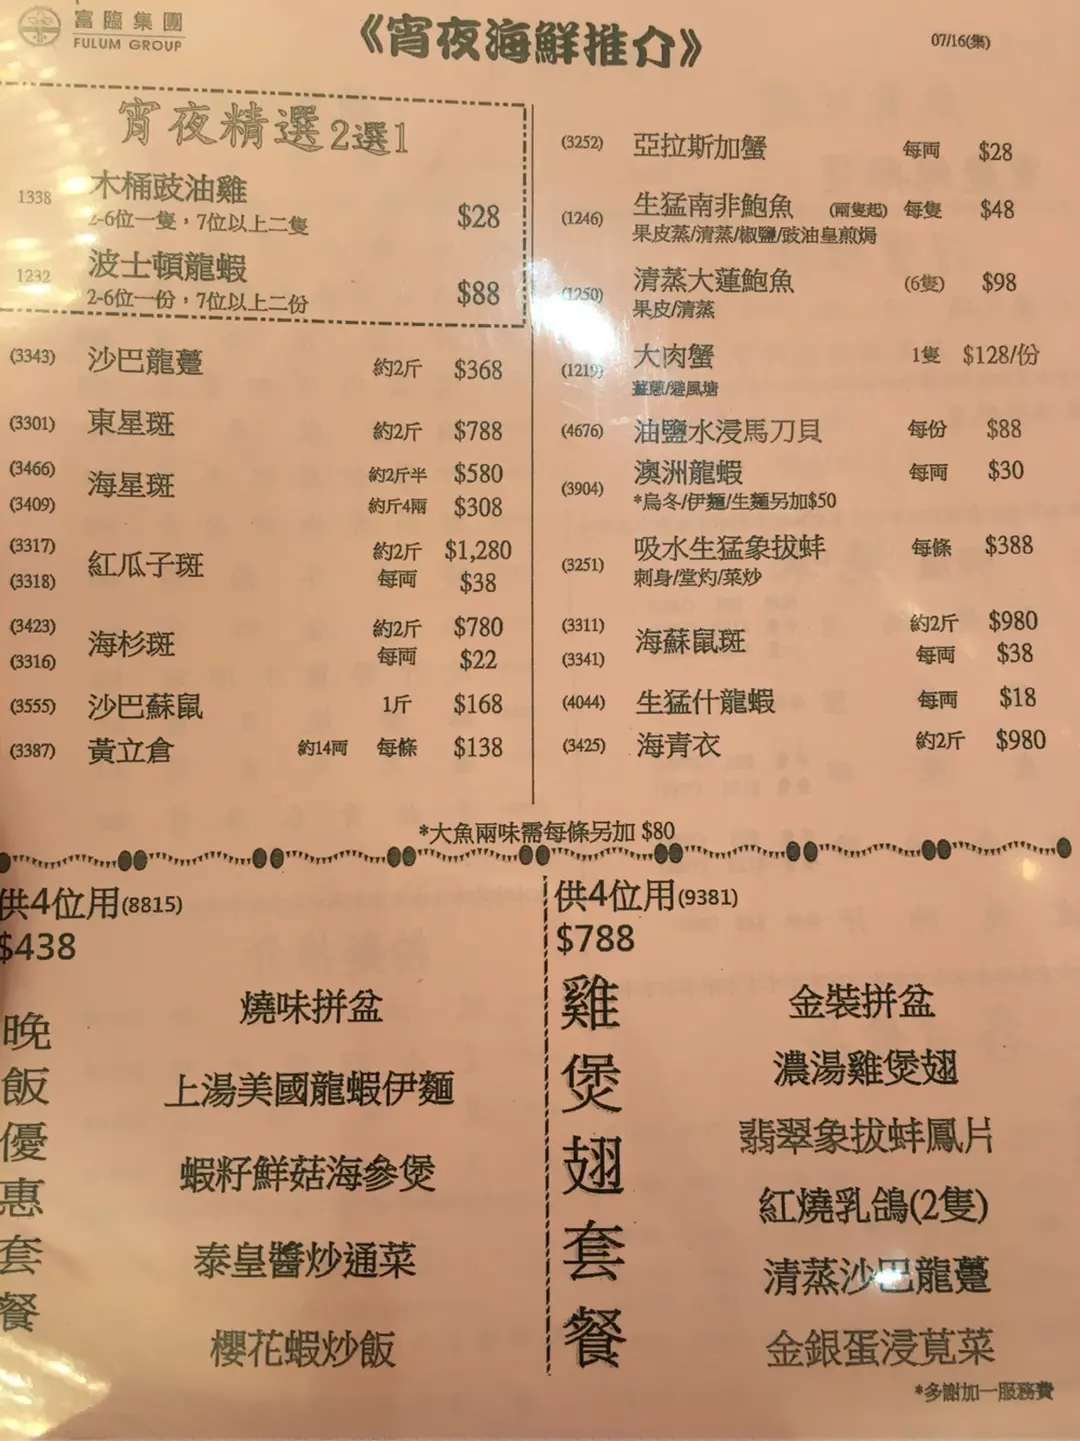 富臨集團
FULUM GROUP
《宵夜海鮮推介》
07/16(集)
宵夜精選2選1
1338 木桶豉油雞 $28
2-6位一隻，7位以上二隻
1232 波士頓龍蝦 $88
2-6位一份，7位以上二份
(3343) 沙巴龍躉 約2斤 $368
(3301) 東星斑 約2斤 $788
(3466) 海星斑 約2斤半 $580
(3409) 約斤4兩 $308
(3317) 紅瓜子斑 約2斤 $1,280
(3318) 每両 $38
(3423) 海杉斑 約2斤 $780
(3316) 每両 $22
(3555) 沙巴蘇鼠 1斤 $168
(3387) 黃立倉 約14両 每條 $138
(3252) 亞拉斯加蟹 每両 $28
(1246) 生猛南非鮑魚 (兩隻起) 每隻 $48
果皮蒸/清蒸/椒鹽/豉油皇煎焗
(1250) 清蒸大蓮鮑魚 (6隻) $98
果皮/清蒸
(1219) 大肉蟹 1隻 $128/份
薑蔥/避風塘
(4676) 油鹽水浸馬刀貝 每份 $88
(3904) 澳洲龍蝦 每両 $30
*烏冬/伊麵/生麵另加$50
(3251) 吸水生猛象拔蚌 每條 $388
刺身/堂灼/菜炒
(3311) 海蘇鼠斑 約2斤 $980
(3341) 每両 $38
(4044) 生猛什龍蝦 每両 $18
(3425) 海青衣 約2斤 $980
*大魚兩味需每條另加 $80
供4位用(8815)
$438
晚飯優惠套餐
燒味拼盆
上湯美國龍蝦伊麵
蝦籽鮮菇海參煲
泰皇醬炒通菜
櫻花蝦炒飯
供4位用(9381)
$788
雞煲翅套餐
金裝拼盆
濃湯雞煲翅
翡翠象拔蚌鳳片
紅燒乳鴿(2隻)
清蒸沙巴龍躉
金銀蛋浸莧菜
*多謝加一服務費